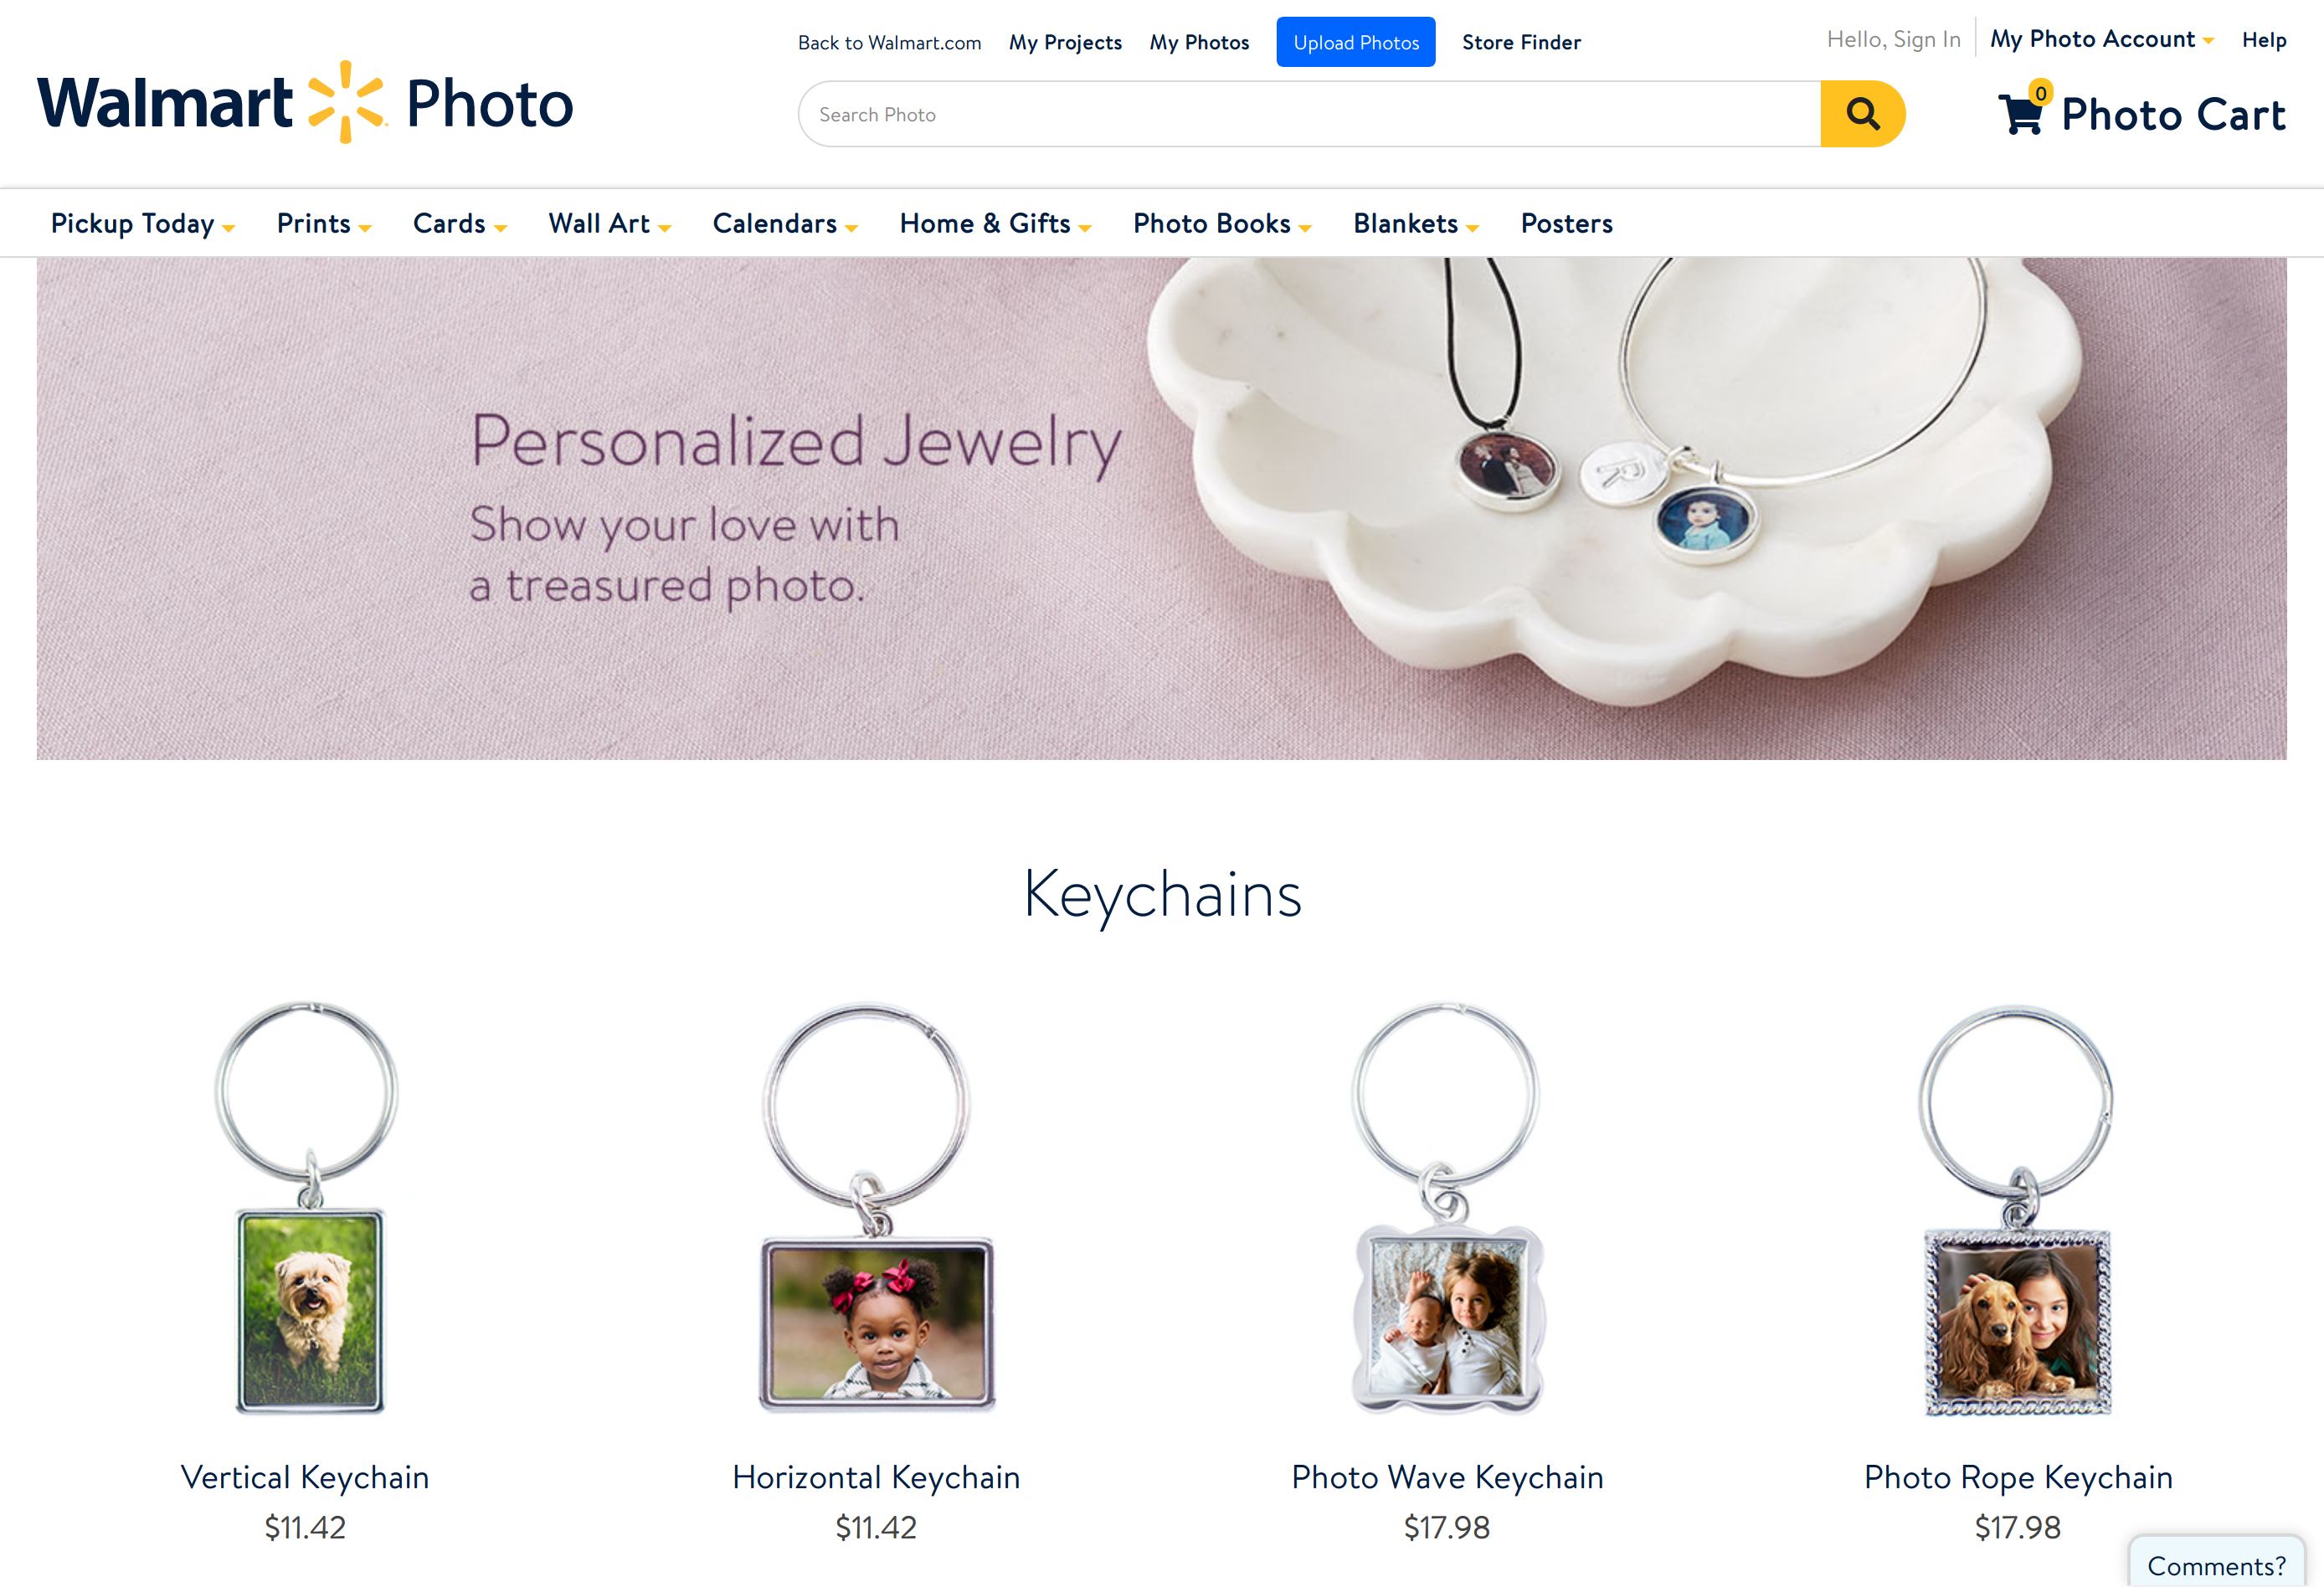 Back to Walmart.com My Projects My Photos Upload Photos Store Finder
Hello, Sign In My Photo Account Help
Walmart Photo
Search Photo
0 Photo Cart
Pickup Today Prints Cards Wall Art Calendars Home & Gifts Photo Books Blankets Posters
Personalized Jewelry
Show your love with
a treasured photo.
R
Keychains
Vertical Keychain
$11.42
Horizontal Keychain
$11.42
Photo Wave Keychain
$17.98
Photo Rope Keychain
$17.98
Comments?